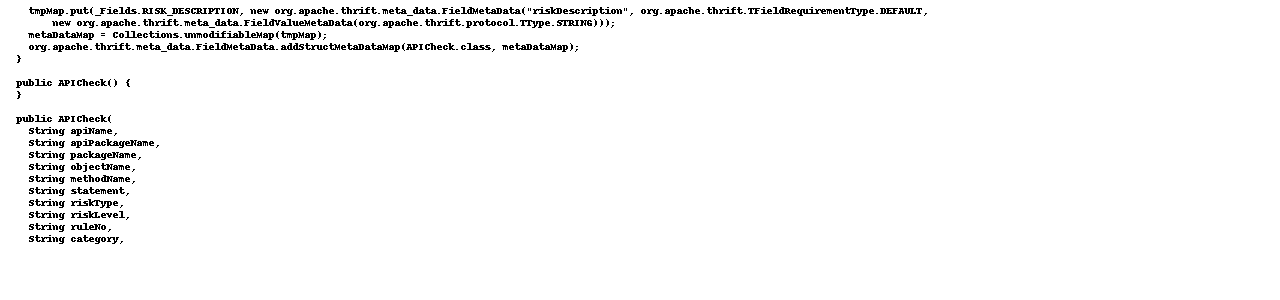 tmpMap.put(_Fields.RISK_DESCRIPTION, new org.apache.thrift.meta_data.FieldMetaData("riskDescription", org.apache.thrift.TFieldRequirementType.DEFAULT,
new org.apache.thrift.meta_data.FieldValueMetaData(org.apache.thrift.protocol.TType.STRING)));
metaDataMap = Collections.unmodifiableMap(tmpMap);
org.apache.thrift.meta_data.FieldMetaData.addStructMetaDataMap(APICheck.class, metaDataMap);
}
public APICheck() {
}
public APICheck(
String apiName,
String apiPackageName,
String packageName,
String objectName,
String methodName,
String statement,
String riskType,
String riskLevel,
String ruleNo,
String category,